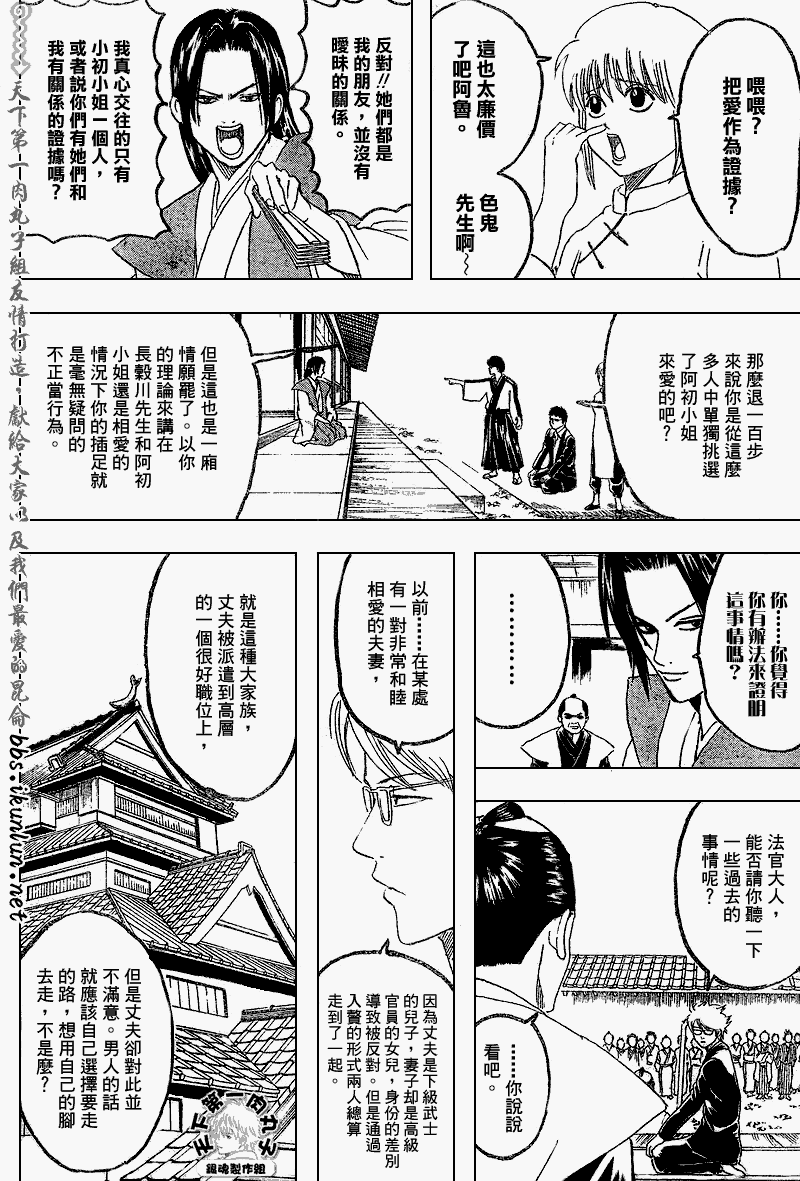 喂喂？
把愛作為證據？
這也太廉價
了吧阿魯。
色鬼
先生啊～
反對!!她們都是
我的朋友，並沒有
曖昧的關係。
我真心交往的只有
小初小姐一個人，
或者說你們有她們和
我有關係的證據嗎？
那麼退一百步
來說你是從這麼
多人中單獨挑選
了阿初小姐
來愛的吧？
但是這也是一廂
情願罷了。以你
的理論來講在
長穀川先生和阿初
小姐還是相愛的
情況下你的插足就
是毫無疑問的
不正當行為。
你……你覺得
你有辦法來證明
這事情嗎？
………
法官大人，
能否請你聽一下
一些過去的
事情呢？
……你說說
看吧。
以前……在某處
有一對非常和睦
相愛的夫妻，
因為丈夫是下級武士
的兒子，妻子卻是高級
官員的女兒，身份的差別
導致被反對。但是通過
入贅的形式兩人總算
走到了一起。
就是這種大家族，
丈夫被派遣到高層
的一個很好職位上，
但是丈夫卻對此並
不滿意。男人的話
就應該自己選擇要走
的路，想用自己的腳
去走，不是麼？
天下第一肉丸子組友情打造，獻給大家以及我們最愛的昆侖 bbs.ikunlun.net
天下第一肉丸子
銀魂製作組